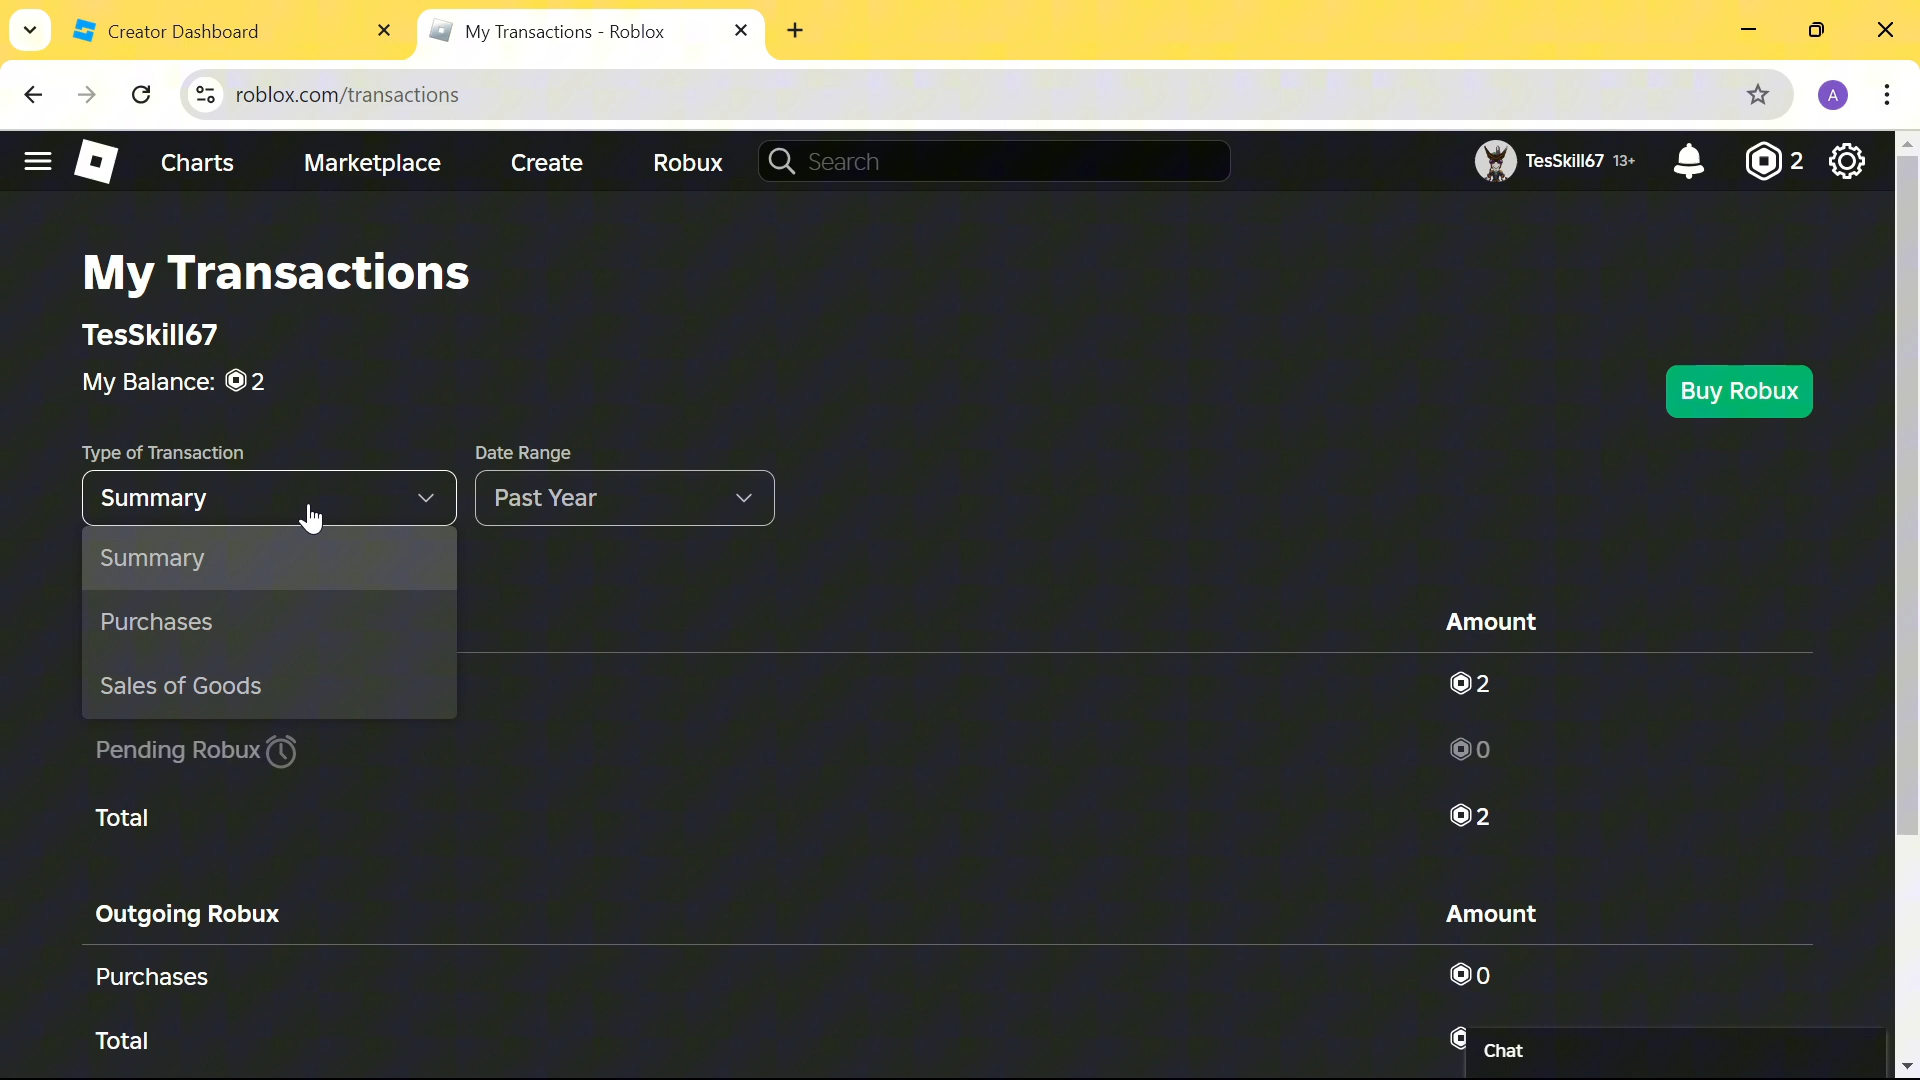 Creator Dashboard
My Transactions - Roblox
roblox.com/transactions
A
Charts
Marketplace
Create
Robux
Search
TesSkill67 13+
2
My Transactions
TesSkill67
My Balance: 2
Buy Robux
Type of Transaction
Date Range
Summary
Past Year
Summary
Purchases
Amount
Sales of Goods
2
Pending Robux
0
Total
2
Outgoing Robux
Amount
Purchases
0
Total
Chat